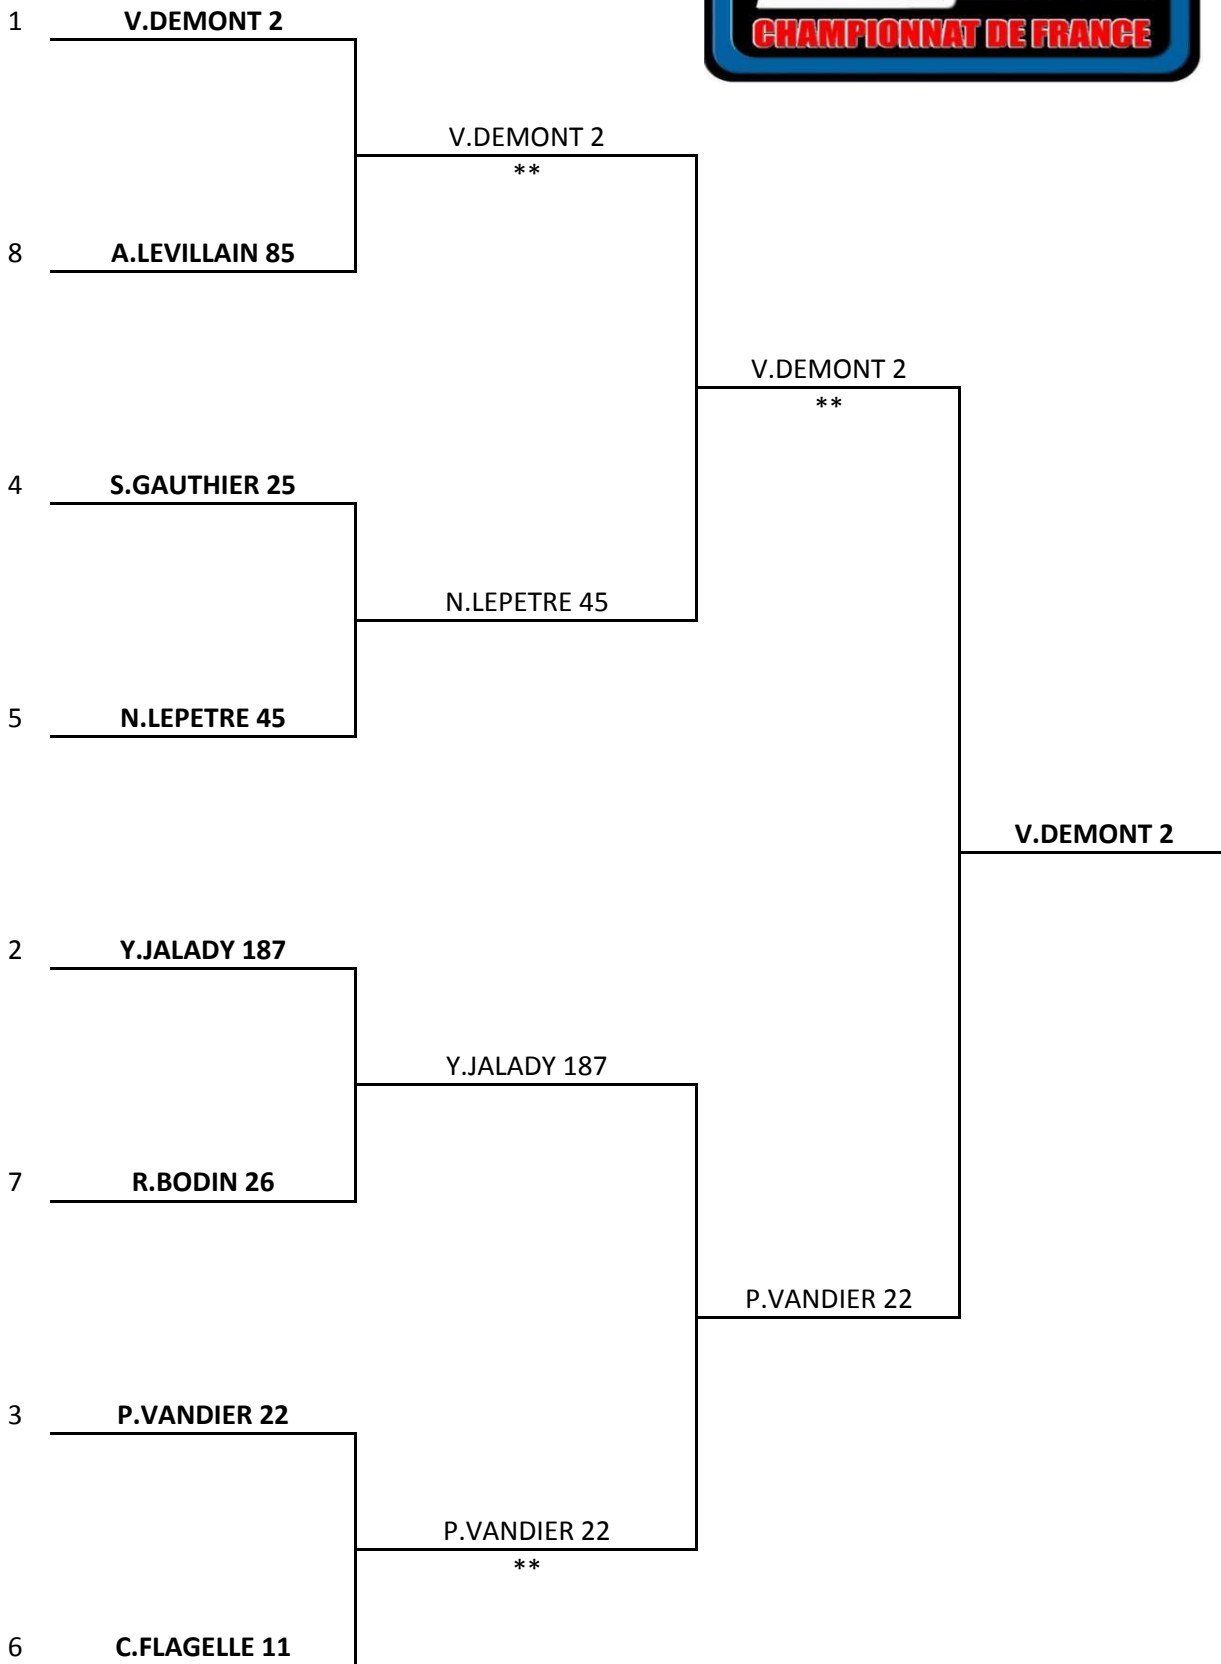 1 V.DEMONT 2
CHAMPIONNAT DE FRANCE
V.DEMONT 2
**
8 A.LEVILLAIN 85
V.DEMONT 2
**
4 S.GAUTHIER 25
N.LEPETRE 45
5 N.LEPETRE 45
V.DEMONT 2
2 Y.JALADY 187
Y.JALADY 187
7 R.BODIN 26
P.VANDIER 22
3 P.VANDIER 22
P.VANDIER 22
**
6 C.FLAGELLE 11